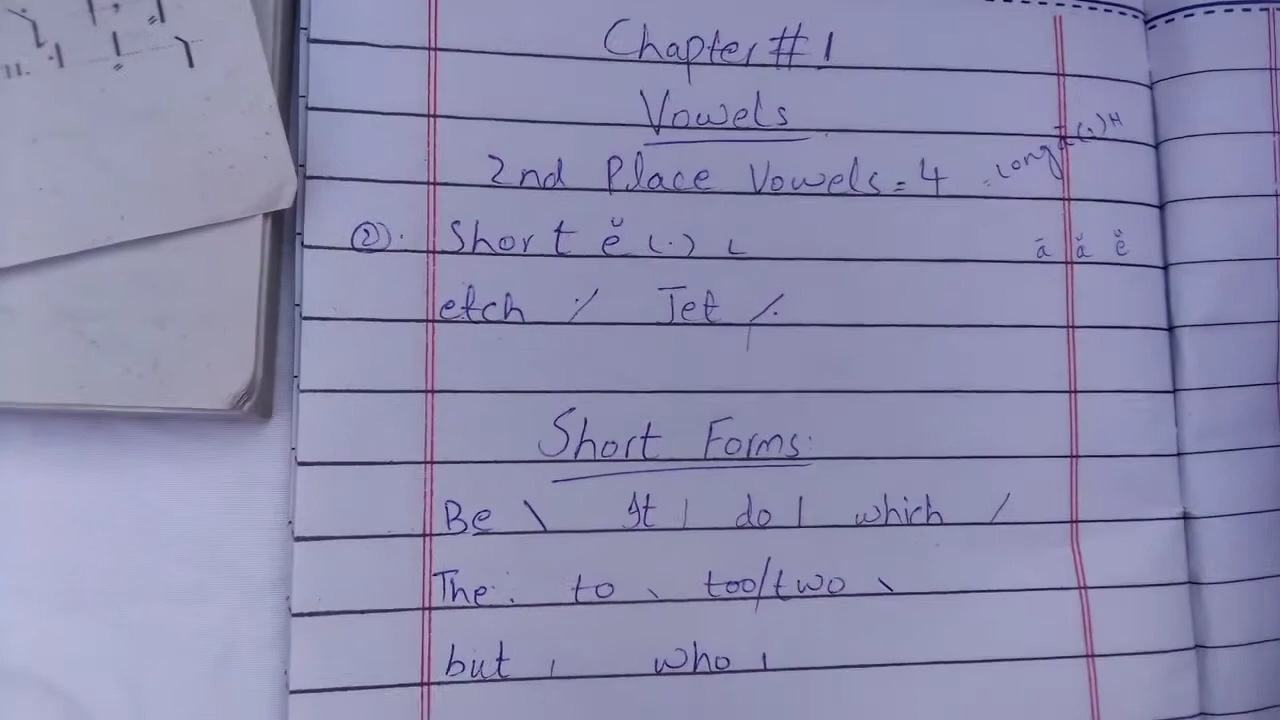 Chapter # 1
Vowels
2nd Place Vowels = 4 . Long ā (.) H
②. Short ĕ (.)
ā ă ĕ
etch Jet
Short Forms
Be \ It | do | which /
The . to \ too/two \
but ı who ı